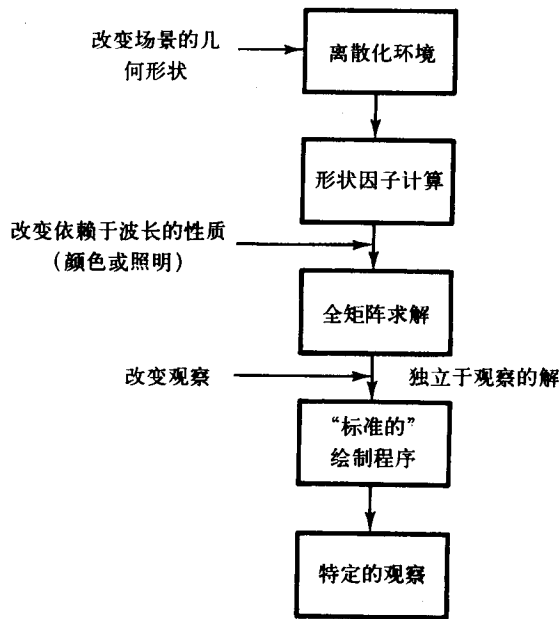 改变场景的几
何形状
离散化环境
形状因子计算
改变依赖于波长的性质
（颜色或照明）
全矩阵求解
改变观察
独立于观察的解
“标准的”
绘制程序
特定的观察